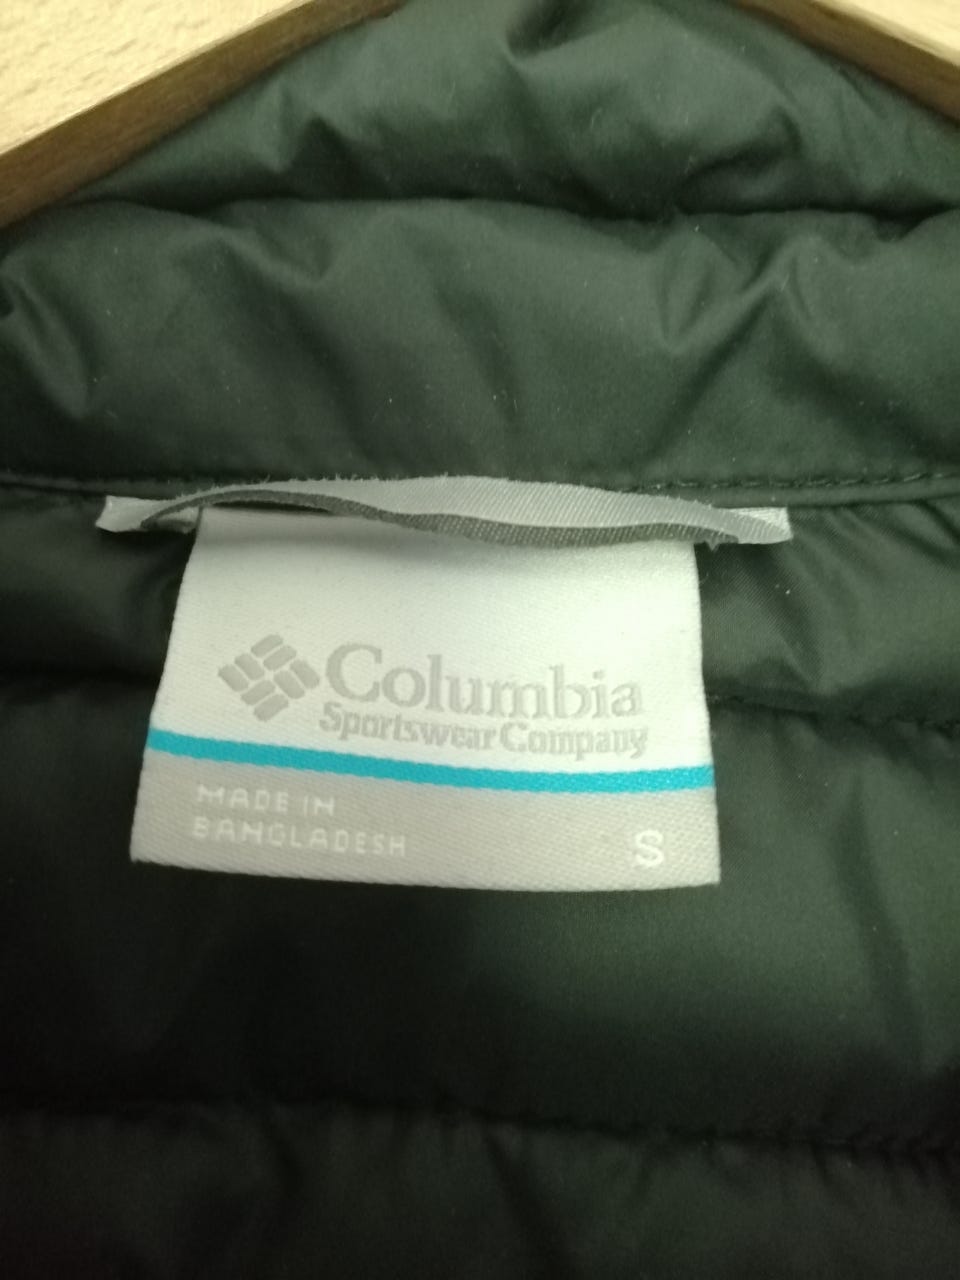 Columbia
Sportswear Company
MADE IN
BANGLADESH
S